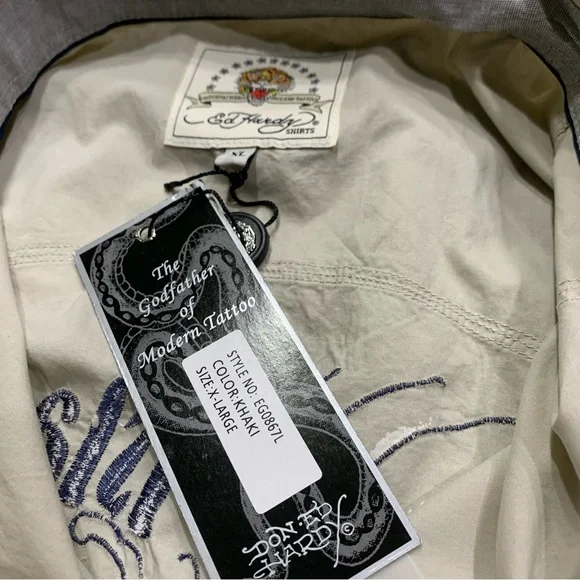 Ed Hardy®
SHIRTS
XL
The
Godfather
of
Modern Tattoo
STYLE NO: EG0867L
COLOR:KHAKI
SIZE:X-LARGE
DON·ED
HARDY
©